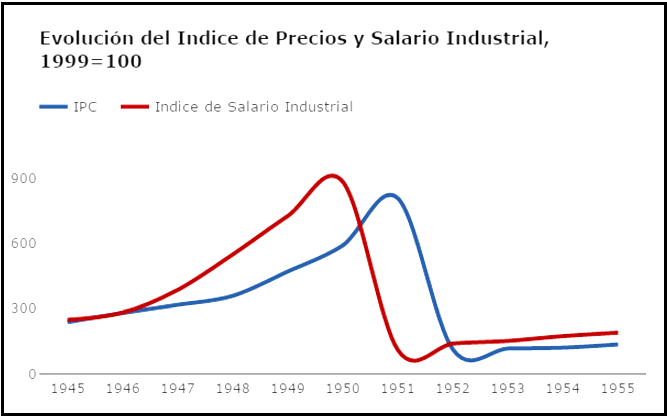 Evolución del Indice de Precios y Salario Industrial,
1999=100
IPC Indice de Salario Industrial
900
600
300
0
1945 1946 1947 1948 1949 1950 1951 1952 1953 1954 1955